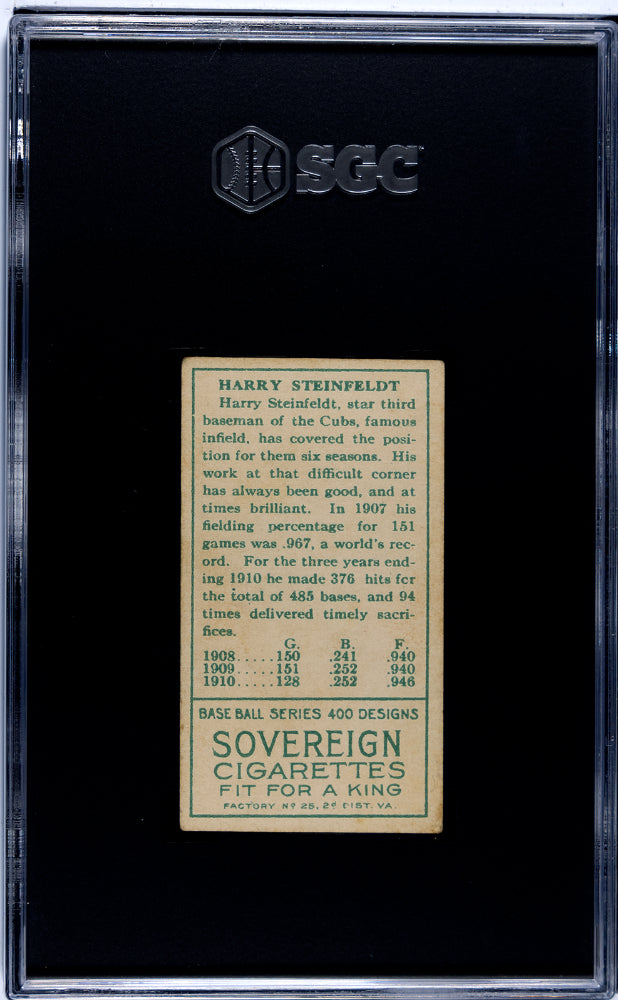 SGC
HARRY STEINFELDT
Harry Steinfeldt, star third
baseman of the Cubs, famous
infield, has covered the posi-
tion for them six seasons. His
work at that difficult corner
has always been good, and at
times brilliant. In 1907 his
fielding percentage for 151
games was .967, a world's rec-
ord. For the three years end-
ing 1910 he made 376 hits for
the total of 485 bases, and 94
times delivered timely sacri-
fices.
G. B. F.
1908.....150 .241 .940
1909.....151 .252 .940
1910.....128 .252 .946
BASE BALL SERIES 400 DESIGNS
SOVEREIGN
CIGARETTES
FIT FOR A KING
FACTORY Nº 25, 2ᵈ DIST. VA.